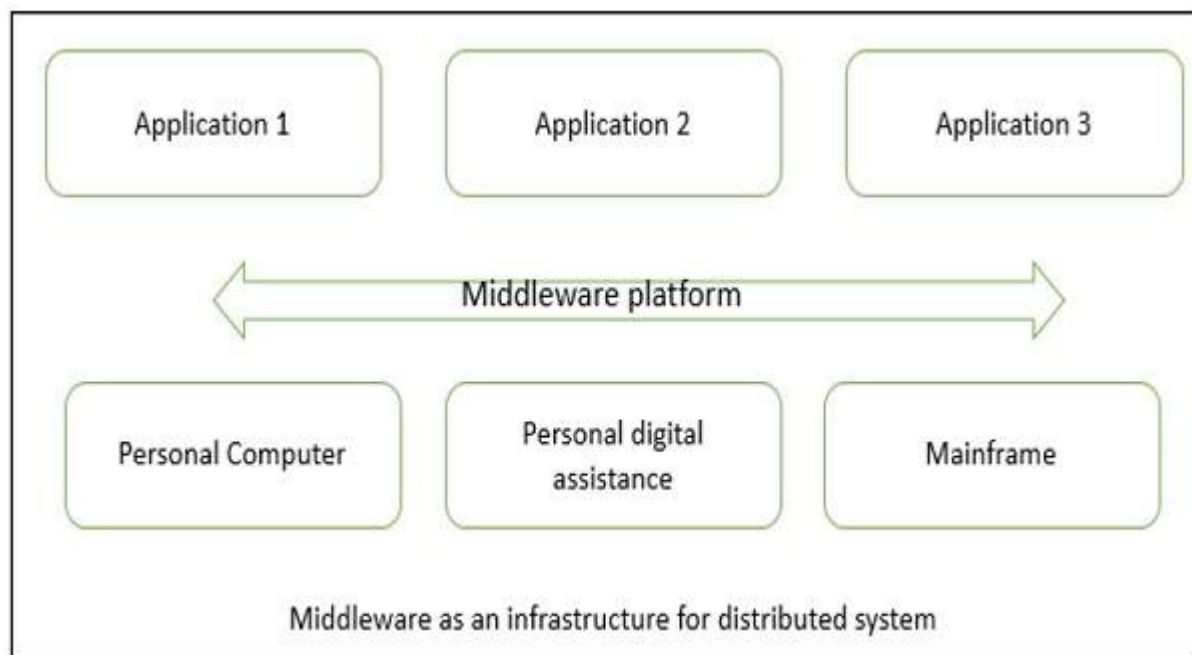 Application 1
Application 2
Application 3
Middleware platform
Personal Computer
Personal digital
assistance
Mainframe
Middleware as an infrastructure for distributed system